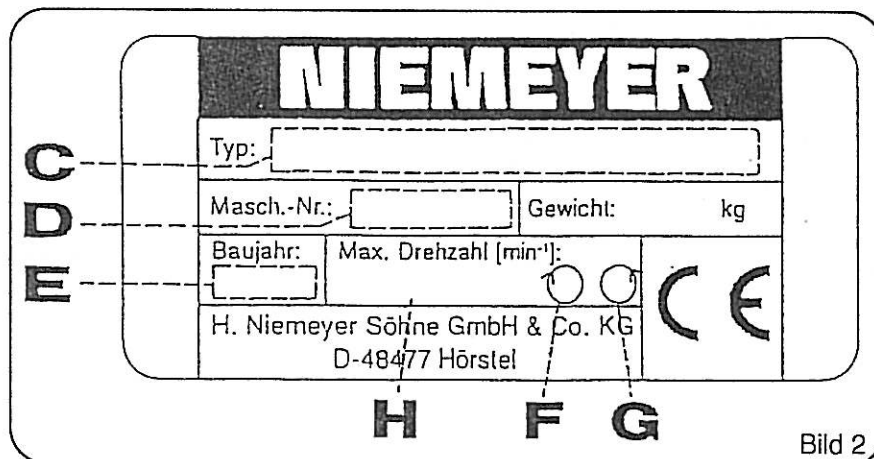 NIEMEYER
C Typ:
D Masch.-Nr.: Gewicht: kg
E Baujahr: Max. Drehzahl [min⁻¹]:
CE
H. Niemeyer Söhne GmbH & Co. KG
D-48477 Hörstel
H F G
Bild 2